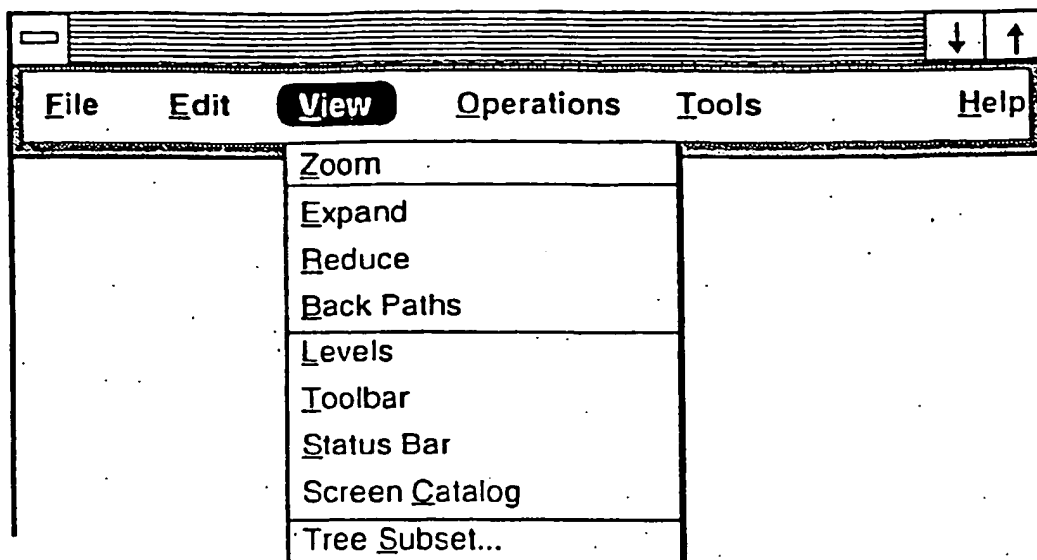 File Edit View Operations Tools Help
Zoom
Expand
Reduce
Back Paths
Levels
Toolbar
Status Bar
Screen Catalog
Tree Subset...